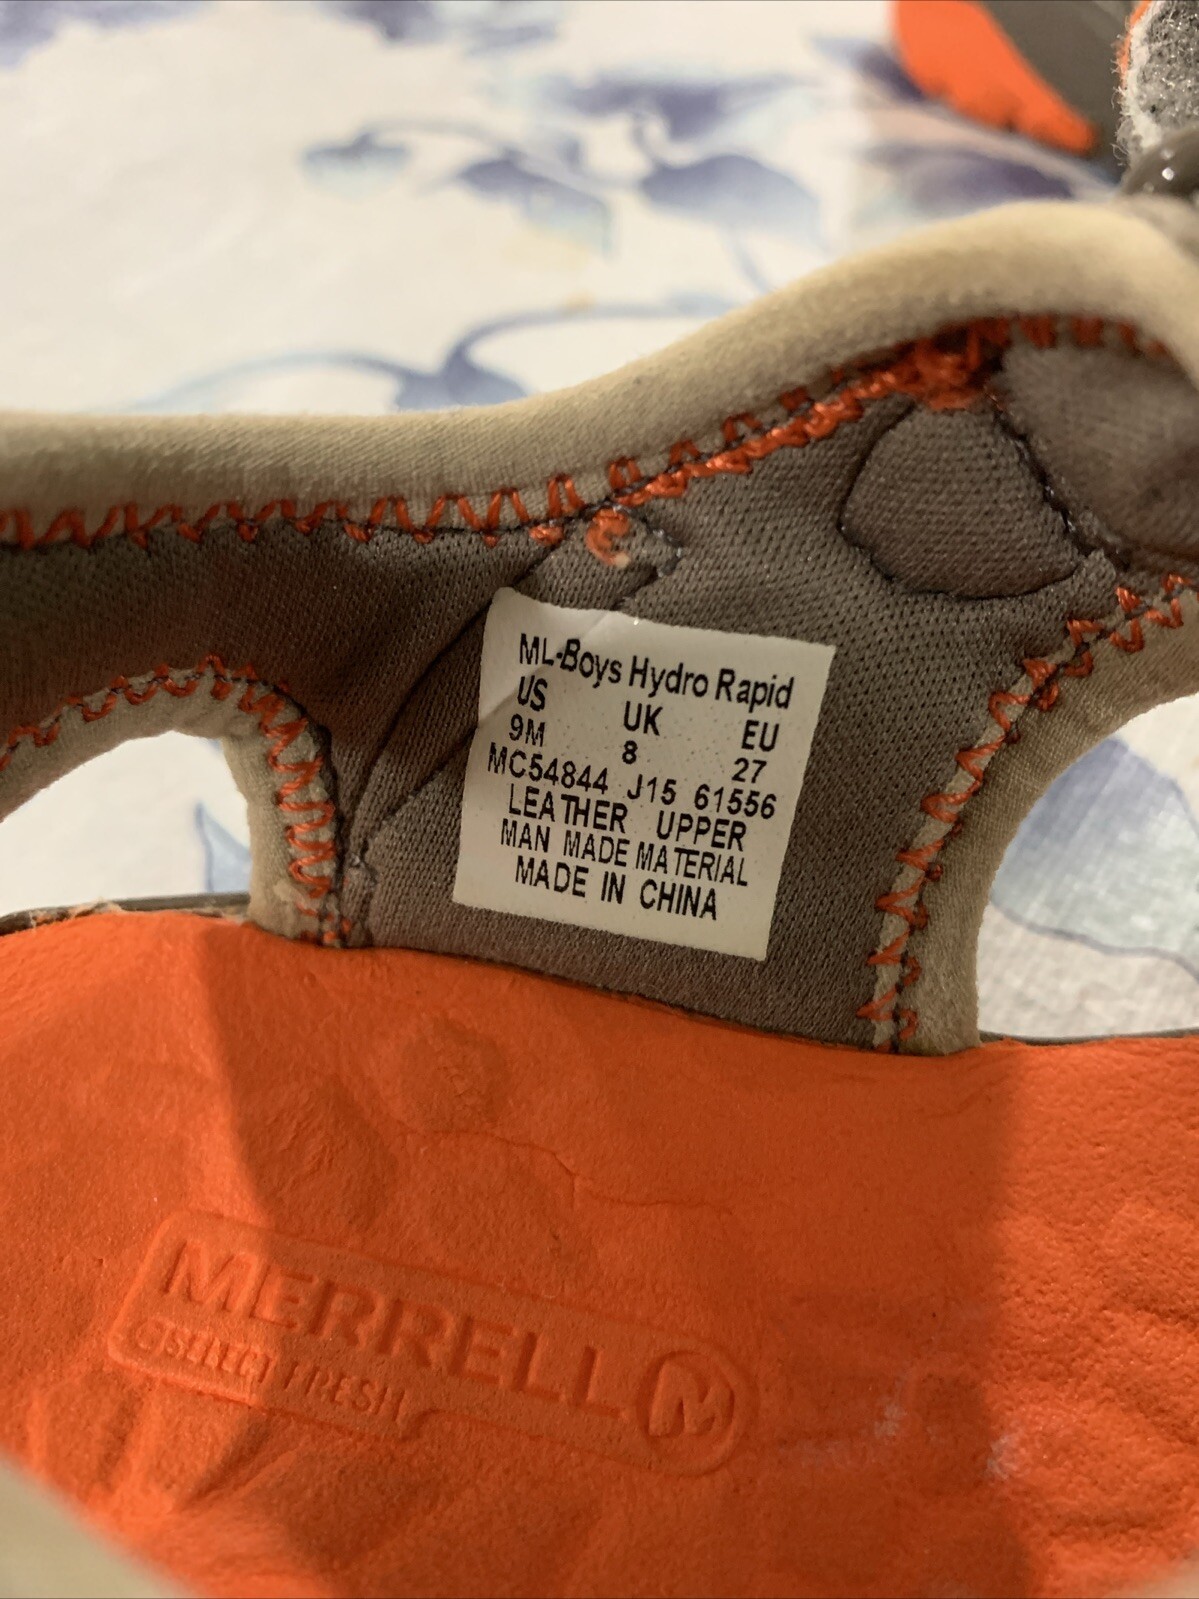 ML-Boys Hydro Rapid
US UK EU
9M 8 27
MC54844 J15 61556
LEATHER UPPER
MAN MADE MATERIAL
MADE IN CHINA
MERRELL M
SELECT FRESH